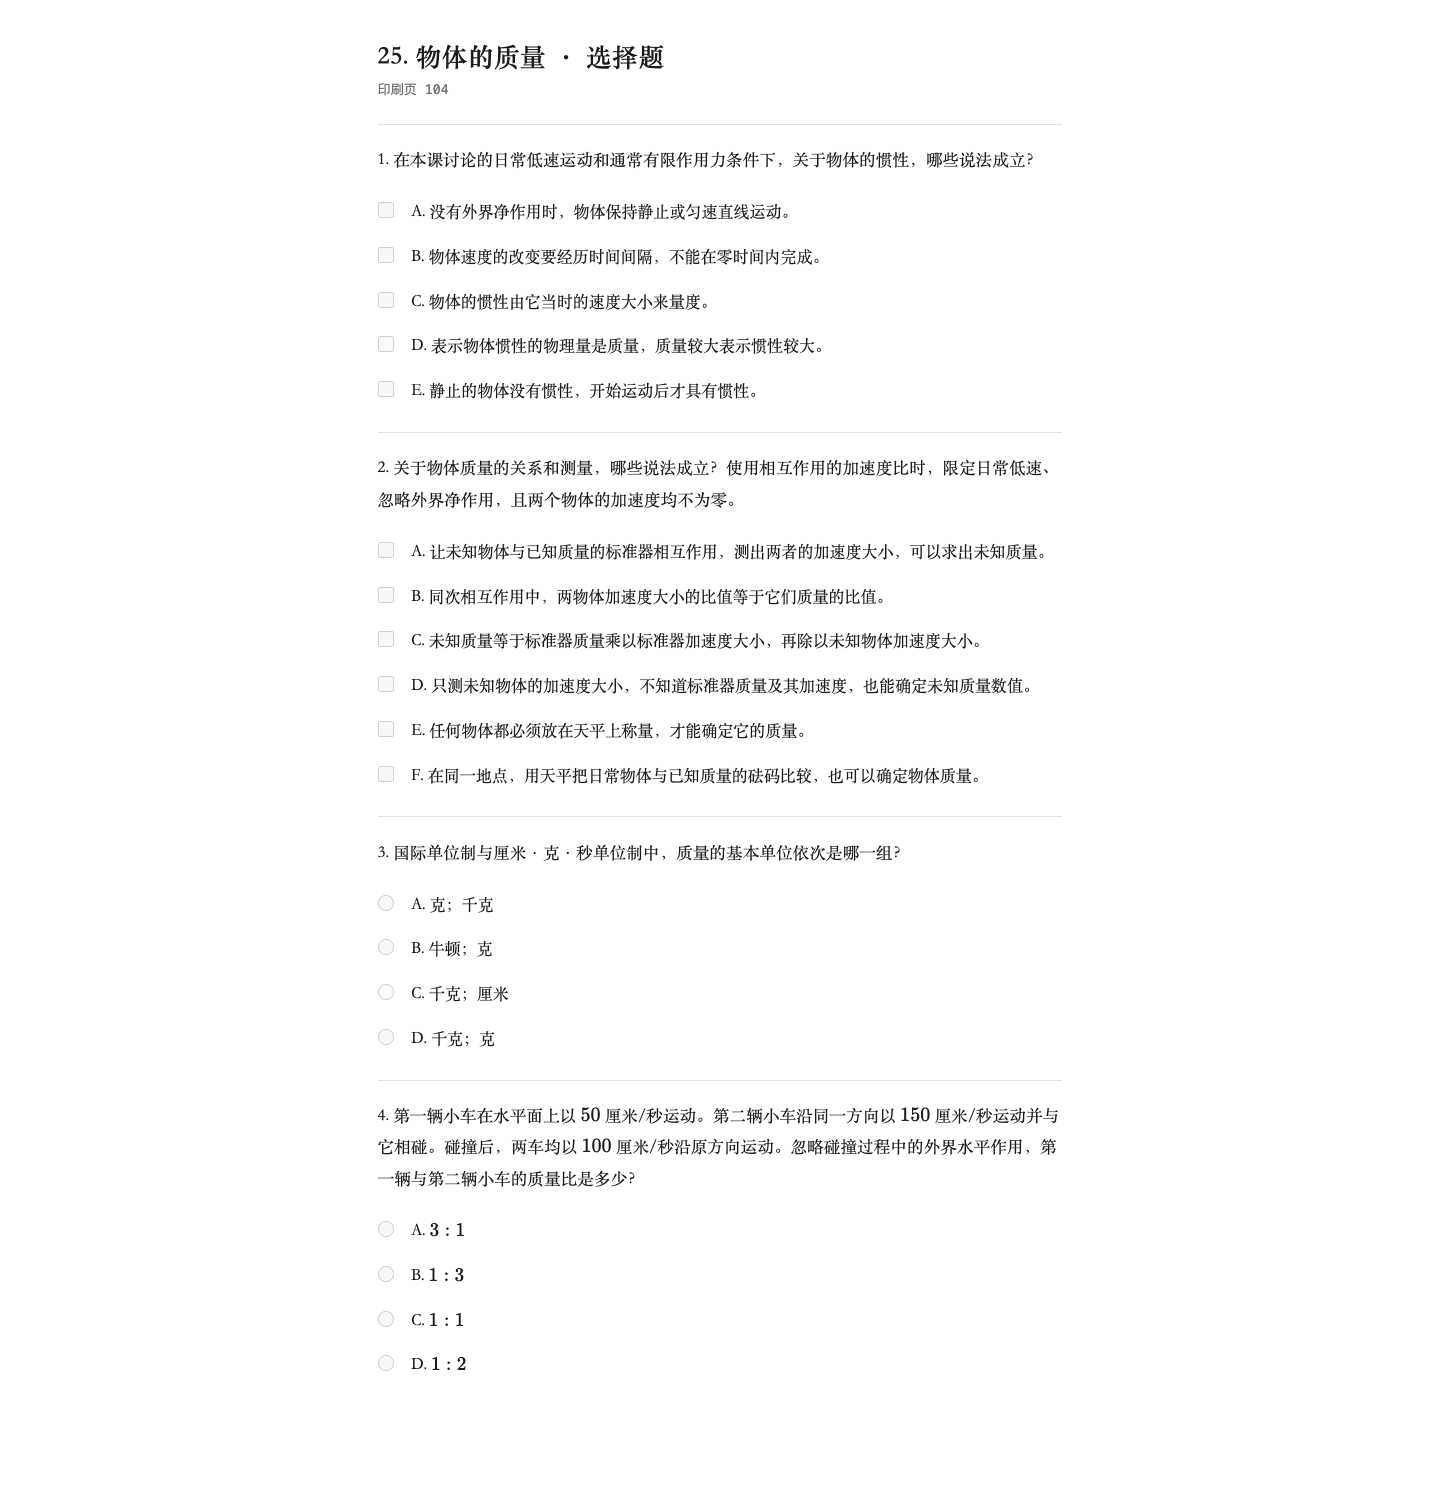 25. 物体的质量 · 选择题
印刷页 104
1. 在本课讨论的日常低速运动和通常有限作用力条件下，关于物体的惯性，哪些说法成立？
A. 没有外界净作用时，物体保持静止或匀速直线运动。
B. 物体速度的改变要经历时间间隔，不能在零时间内完成。
C. 物体的惯性由它当时的速度大小来量度。
D. 表示物体惯性的物理量是质量，质量较大表示惯性较大。
E. 静止的物体没有惯性，开始运动后才具有惯性。
2. 关于物体质量的关系和测量，哪些说法成立？使用相互作用的加速度比时，限定日常低速、
忽略外界净作用，且两个物体的加速度均不为零。
A. 让未知物体与已知质量的标准器相互作用，测出两者的加速度大小，可以求出未知质量。
B. 同次相互作用中，两物体加速度大小的比值等于它们质量的比值。
C. 未知质量等于标准器质量乘以标准器加速度大小，再除以未知物体加速度大小。
D. 只测未知物体的加速度大小，不知道标准器质量及其加速度，也能确定未知质量数值。
E. 任何物体都必须放在天平上称量，才能确定它的质量。
F. 在同一地点，用天平把日常物体与已知质量的砝码比较，也可以确定物体质量。
3. 国际单位制与厘米 · 克 · 秒单位制中，质量的基本单位依次是哪一组？
A. 克；千克
B. 牛顿；克
C. 千克；厘米
D. 千克；克
4. 第一辆小车在水平面上以 50 厘米/秒运动。第二辆小车沿同一方向以 150 厘米/秒运动并与
它相碰。碰撞后，两车均以 100 厘米/秒沿原方向运动。忽略碰撞过程中的外界水平作用，第
一辆与第二辆小车的质量比是多少？
A. 3 : 1
B. 1 : 3
C. 1 : 1
D. 1 : 2